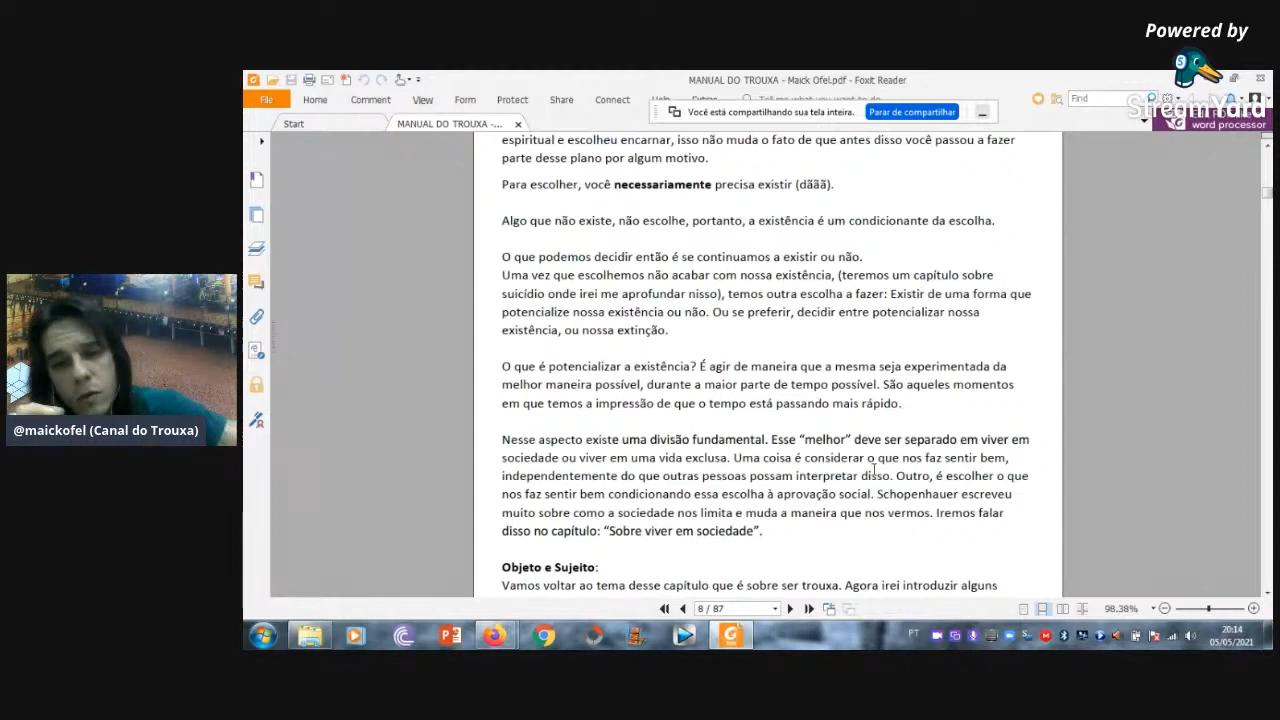 Powered by
StreamYard
MANUAL DO TROUXA - Maick Ofel.pdf - Foxit Reader
File Home Comment View Form Protect Share Connect
Você está compartilhando sua tela inteira. Parar de compartilhar
Find
word processor
Start MANUAL DO TROUXA -...
espiritual e escolheu encarnar, isso não muda o fato de que antes disso você passou a fazer
parte desse plano por algum motivo.
Para escolher, você necessariamente precisa existir (dããã).
Algo que não existe, não escolhe, portanto, a existência é um condicionante da escolha.
O que podemos decidir então é se continuamos a existir ou não.
Uma vez que escolhemos não acabar com nossa existência, (teremos um capítulo sobre
suicídio onde irei me aprofundar nisso), temos outra escolha a fazer: Existir de uma forma que
potencialize nossa existência ou não. Ou se preferir, decidir entre potencializar nossa
existência, ou nossa extinção.
O que é potencializar a existência? É agir de maneira que a mesma seja experimentada da
melhor maneira possível, durante a maior parte de tempo possível. São aqueles momentos
em que temos a impressão de que o tempo está passando mais rápido.
Nesse aspecto existe uma divisão fundamental. Esse “melhor” deve ser separado em viver em
sociedade ou viver em uma vida exclusa. Uma coisa é considerar o que nos faz sentir bem,
independentemente do que outras pessoas possam interpretar disso. Outro, é escolher o que
nos faz sentir bem condicionando essa escolha à aprovação social. Schopenhauer escreveu
muito sobre como a sociedade nos limita e muda a maneira que nos vermos. Iremos falar
disso no capítulo: “Sobre viver em sociedade”.
Objeto e Sujeito:
Vamos voltar ao tema desse capítulo que é sobre ser trouxa. Agora irei introduzir alguns
@maickofel (Canal do Trouxa)
8 / 87
98.38%
PT
20:14
05/05/2021